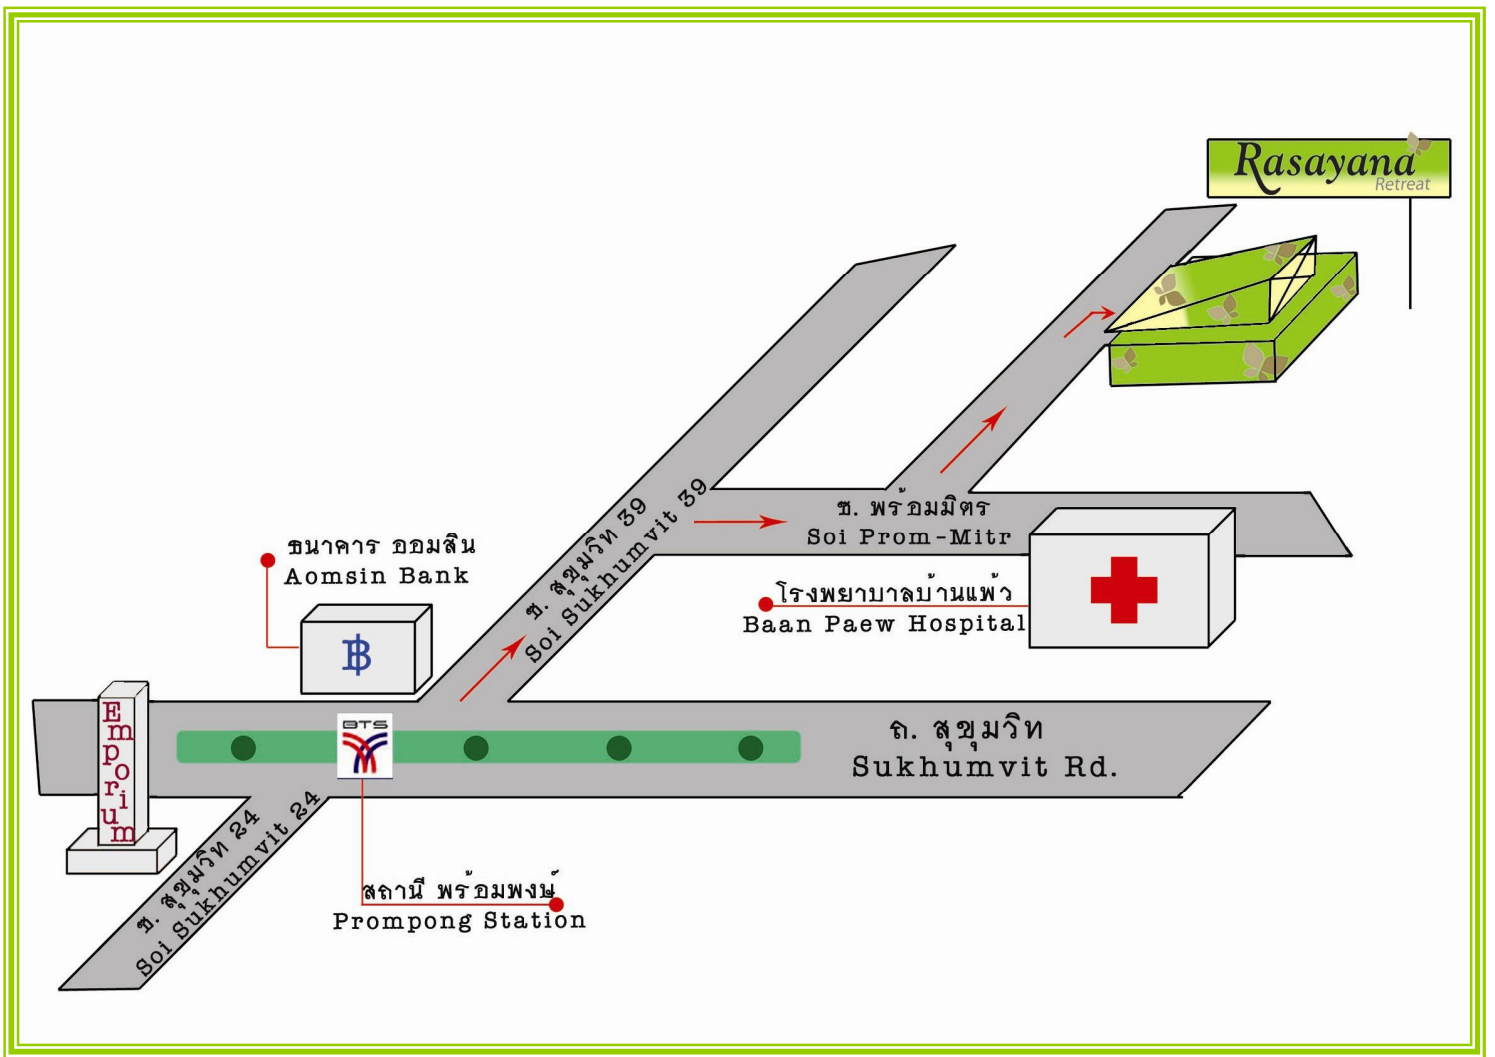 Rasayana
Retreat
ซ. พร้อมมิตร
Soi Prom-Mitr
ซ. สุขุมวิท 39
Soi Sukhumvit 39
ธนาคาร ออมสิน
Aomsin Bank
฿
โรงพยาบาลบ้านแพ้ว
Baan Paew Hospital
Emporium
BTS
ถ. สุขุมวิท
Sukhumvit Rd.
ซ. สุขุมวิท 24
Soi Sukhumvit 24
สถานี พร้อมพงษ์
Prompong Station